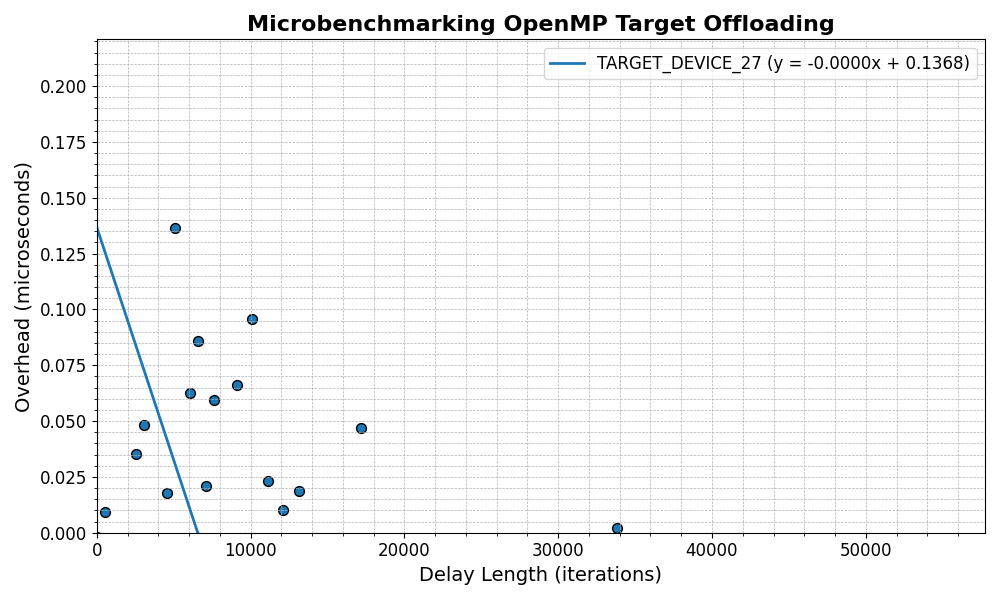 Microbenchmarking OpenMP Target Offloading
TARGET_DEVICE_27 (y = -0.0000x + 0.1368)
Overhead (microseconds)
0.200
0.175
0.150
0.125
0.100
0.075
0.050
0.025
0.000
0 10000 20000 30000 40000 50000
Delay Length (iterations)